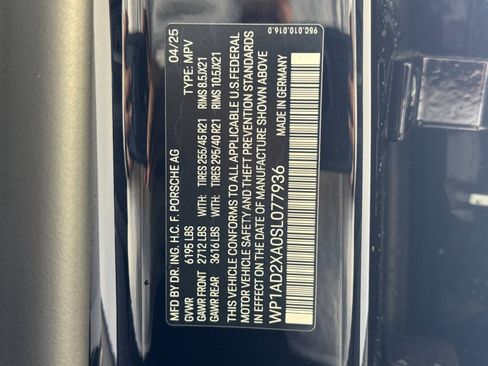 MFD BY DR. ING. H.C. F. PORSCHE AG 04/25
GVWR 6195 LBS TYPE: MPV
GAWR FRONT 2712 LBS WITH TIRES 255/45 R21 RIMS 8.5JX21
GAWR REAR 3616 LBS WITH TIRES 295/40 R21 RIMS 10.5JX21
THIS VEHICLE CONFORMS TO ALL APPLICABLE U.S. FEDERAL
MOTOR VEHICLE SAFETY AND THEFT PREVENTION STANDARDS
IN EFFECT ON THE DATE OF MANUFACTURE SHOWN ABOVE
WP1AD2XA0SL077936 MADE IN GERMANY
95C.010.016.D